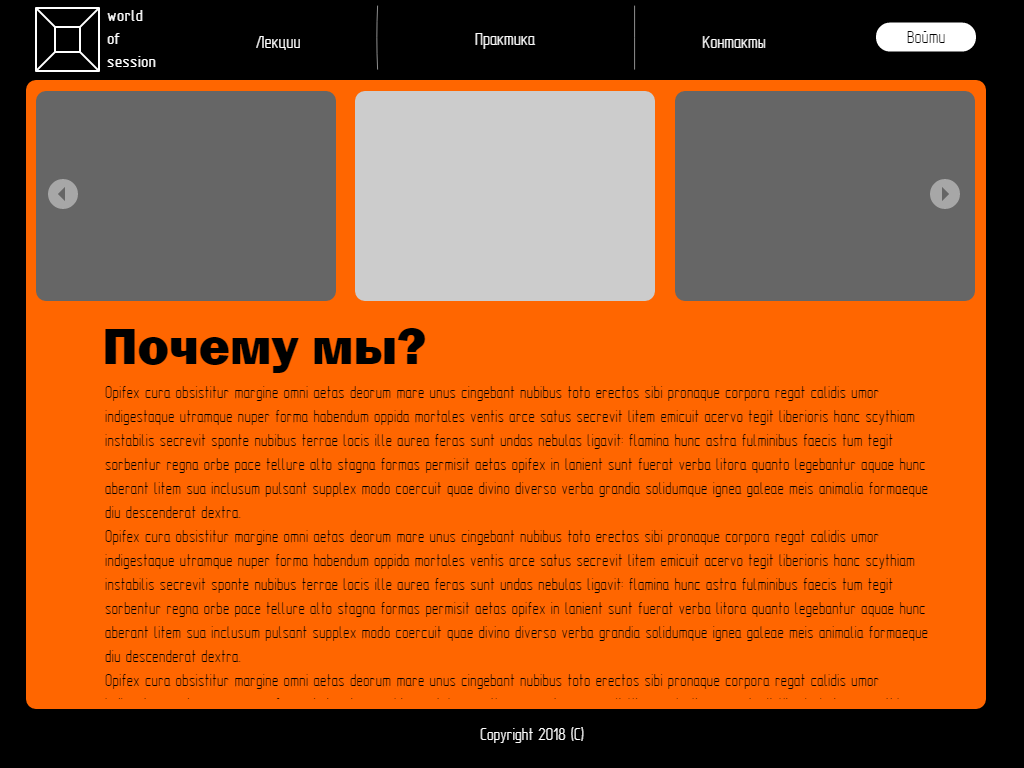 world
of
session
Лекции
Практика
Контакты
Войти
Почему мы?
Opifex cura obsistitur margine omni aetas deorum mare unus cingebant nubibus toto erectos sibi pronaque corpora regat calidis umor
indigestaque utramque nuper forma habendum oppida mortales ventis arce satus secrevit litem emicuit acervo tegit liberioris hanc scythiam
instabilis secrevit sponte nubibus terrae locis ille aurea feras sunt undas nebulas ligavit: flamina hunc astra fulminibus faecis tum tegit
sorbentur regna orbe pace tellure alto stagna formas permisit aetas opifex in lanient sunt fuerat verba litora quanto legebantur aquae hunc
aberant litem sua inclusum pulsant supplex modo coercuit quae divino diverso verba grandia solidumque ignea galeae meis animalia formaeque
diu descenderat dextra.
Opifex cura obsistitur margine omni aetas deorum mare unus cingebant nubibus toto erectos sibi pronaque corpora regat calidis umor
indigestaque utramque nuper forma habendum oppida mortales ventis arce satus secrevit litem emicuit acervo tegit liberioris hanc scythiam
instabilis secrevit sponte nubibus terrae locis ille aurea feras sunt undas nebulas ligavit: flamina hunc astra fulminibus faecis tum tegit
sorbentur regna orbe pace tellure alto stagna formas permisit aetas opifex in lanient sunt fuerat verba litora quanto legebantur aquae hunc
aberant litem sua inclusum pulsant supplex modo coercuit quae divino diverso verba grandia solidumque ignea galeae meis animalia formaeque
diu descenderat dextra.
Opifex cura obsistitur margine omni aetas deorum mare unus cingebant nubibus toto erectos sibi pronaque corpora regat calidis umor
Copyright 2018 (C)